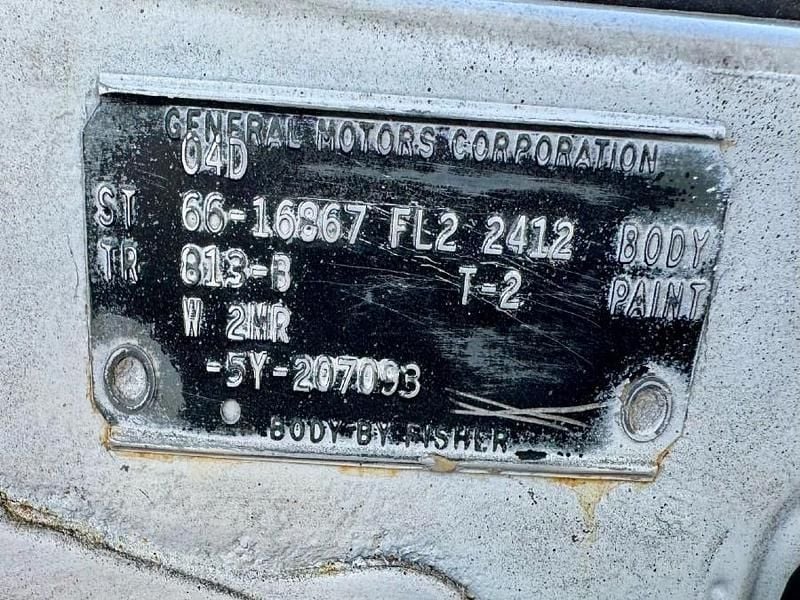 GENERAL MOTORS CORPORATION
04D
ST 66-16867 FL2 2412 BODY
TR 813-B T-2 PAINT
W 2MR
-5Y-207093
BODY BY FISHER